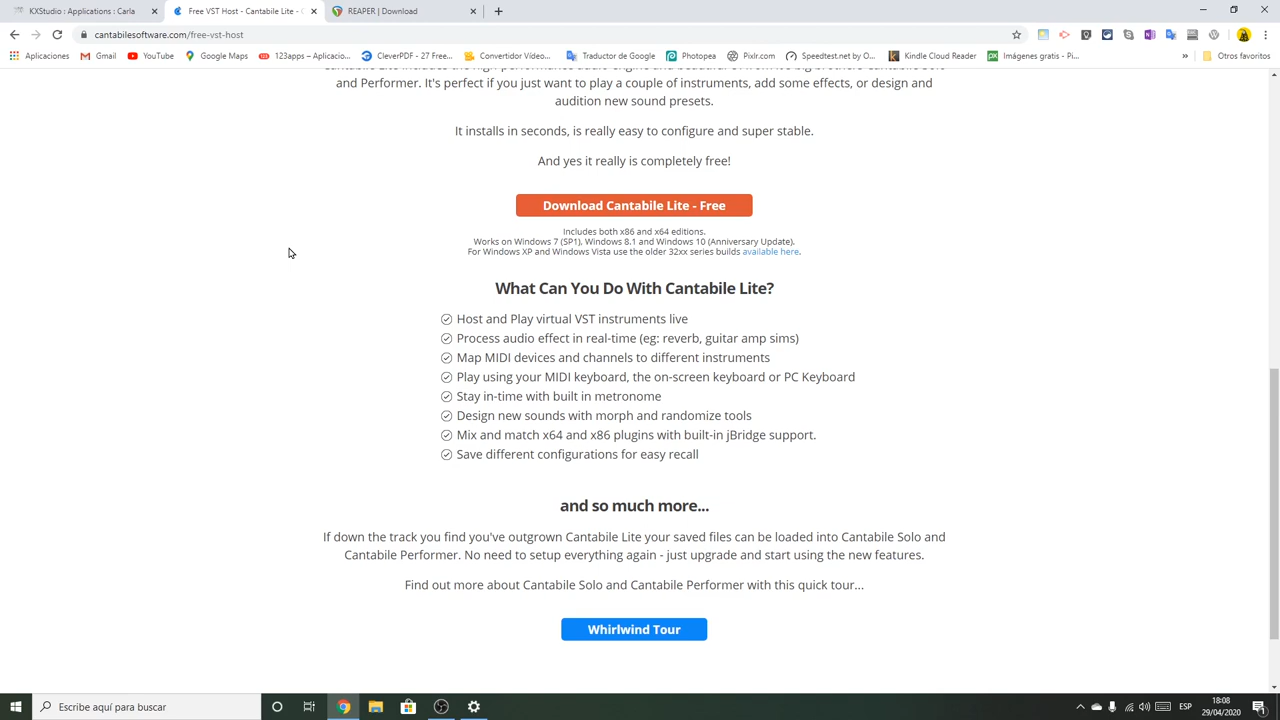 KXStudio : Applications : Carla
Free VST Host - Cantabile Lite -
REAPER | Download
cantabilesoftware.com/free-vst-host
Aplicaciones
Gmail
YouTube
Google Maps
123apps – Aplicacio...
CleverPDF - 27 Free...
Convertidor Vídeo...
Traductor de Google
Photopea
Pixlr.com
Speedtest.net by O...
Kindle Cloud Reader
Imágenes gratis - Pi...
»
Otros favoritos
and Performer. It's perfect if you just want to play a couple of instruments, add some effects, or design and
audition new sound presets.
It installs in seconds, is really easy to configure and super stable.
And yes it really is completely free!
Download Cantabile Lite - Free
Includes both x86 and x64 editions.
Works on Windows 7 (SP1), Windows 8.1 and Windows 10 (Anniversary Update).
For Windows XP and Windows Vista use the older 32xx series builds available here.
What Can You Do With Cantabile Lite?
Host and Play virtual VST instruments live
Process audio effect in real-time (eg: reverb, guitar amp sims)
Map MIDI devices and channels to different instruments
Play using your MIDI keyboard, the on-screen keyboard or PC Keyboard
Stay in-time with built in metronome
Design new sounds with morph and randomize tools
Mix and match x64 and x86 plugins with built-in jBridge support.
Save different configurations for easy recall
and so much more...
If down the track you find you've outgrown Cantabile Lite your saved files can be loaded into Cantabile Solo and
Cantabile Performer. No need to setup everything again - just upgrade and start using the new features.
Find out more about Cantabile Solo and Cantabile Performer with this quick tour...
Whirlwind Tour
Escribe aquí para buscar
ESP
18:08
29/04/2020